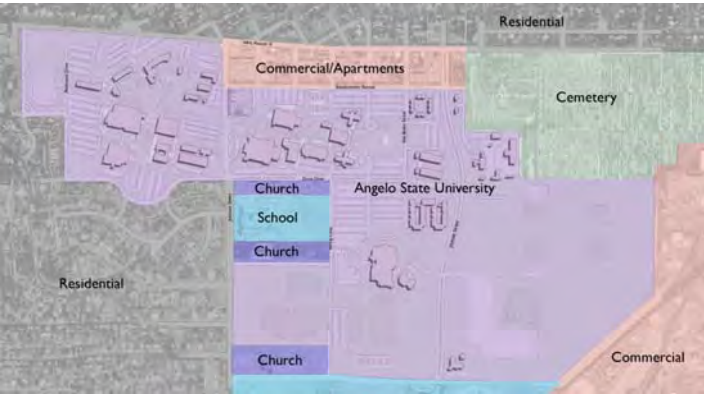 Residential
Commercial/Apartments
Cemetery
Church
Angelo State University
School
Church
Residential
Church
Commercial